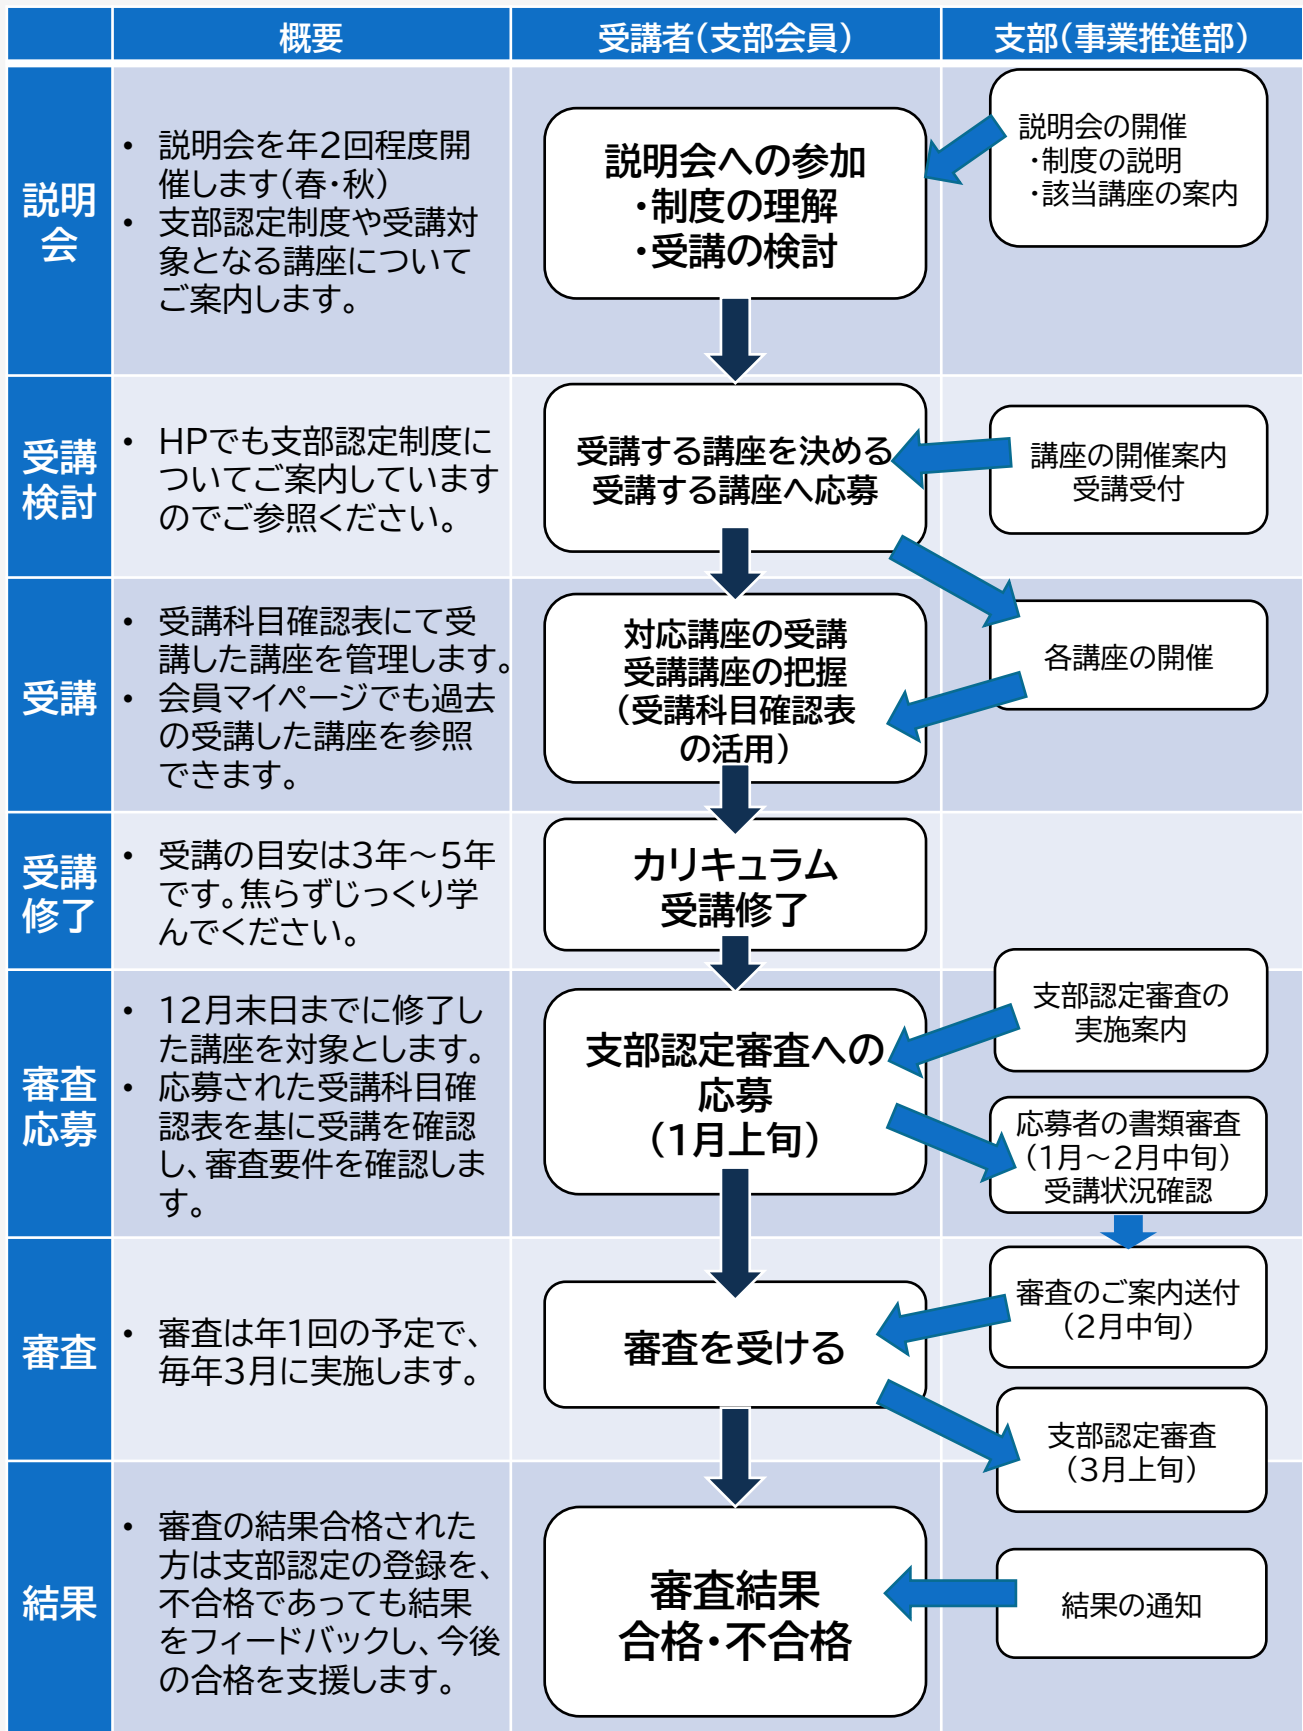 概要
受講者(支部会員)
支部(事業推進部)
説明
会
• 説明会を年2回程度開
催します(春・秋)
• 支部認定制度や受講対
象となる講座について
ご案内します。
説明会への参加
・制度の理解
・受講の検討
説明会の開催
・制度の説明
・該当講座の案内
受講
検討
• HPでも支部認定制度に
ついてご案内しています
のでご参照ください。
受講する講座を決める
受講する講座へ応募
講座の開催案内
受講受付
受講
• 受講科目確認表にて受
講した講座を管理します。
• 会員マイページでも過去
の受講した講座を参照
できます。
対応講座の受講
受講講座の把握
(受講科目確認表
の活用)
各講座の開催
受講
修了
• 受講の目安は3年~5年
です。焦らずじっくり学
んでください。
カリキュラム
受講修了
審査
応募
• 12月末日までに修了し
た講座を対象とします。
• 応募された受講科目確
認表を基に受講を確認
し、審査要件を確認しま
す。
支部認定審査への
応募
(1月上旬)
支部認定審査の
実施案内
応募者の書類審査
(1月~2月中旬)
受講状況確認
審査
• 審査は年1回の予定で、
毎年3月に実施します。
審査を受ける
審査のご案内送付
(2月中旬)
支部認定審査
(3月上旬)
結果
• 審査の結果合格された
方は支部認定の登録を、
不合格であっても結果
をフィードバックし、今後
の合格を支援します。
審査結果
合格・不合格
結果の通知